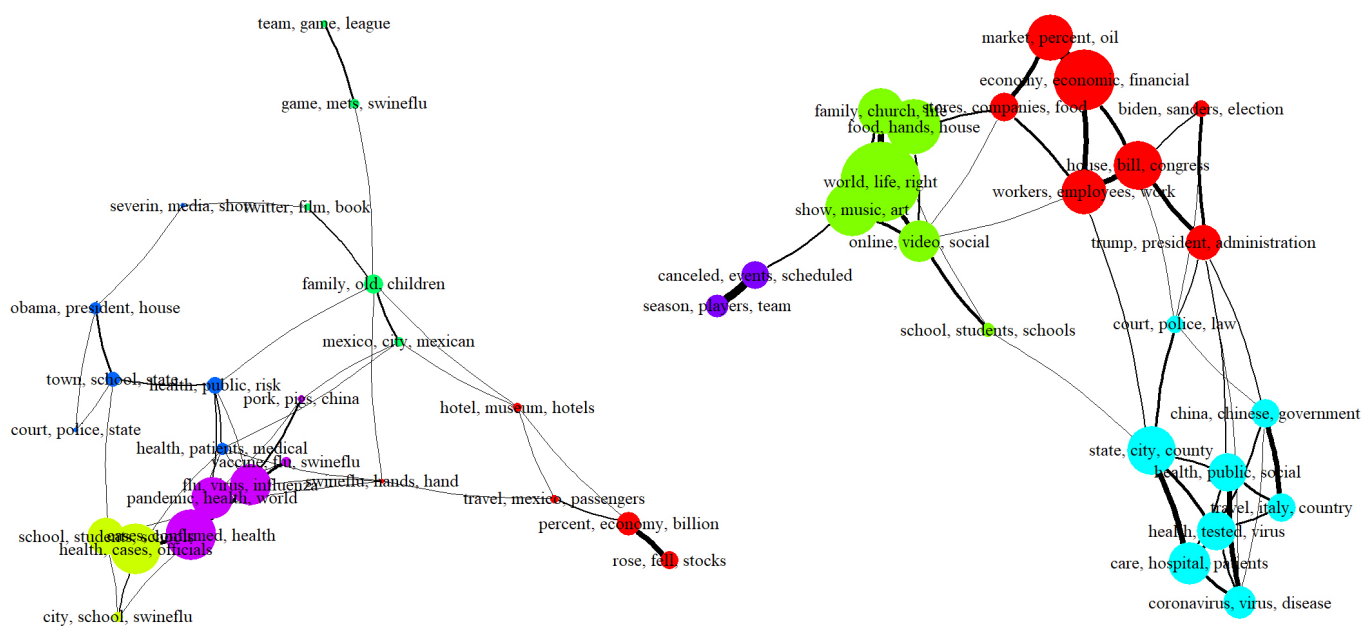 team, game, league
game, mets, swineflu
severin, media, show
twitter, film, book
family, old, children
obama, president, house
mexico, city, mexican
town, school, state
health, public, risk
pork, pigs, china
hotel, museum, hotels
court, police, state
health, patients, medical
vaccine, flu, swineflu
flu, virus, influenza
swineflu, hands, hand
pandemic, health, world
travel, mexico, passengers
percent, economy, billion
school, students, schools
cases, confirmed, health
health, cases, officials
rose, fell, stocks
city, school, swineflu
market, percent, oil
economy, economic, financial
family, church, life
stores, companies, food
biden, sanders, election
food, hands, house
house, bill, congress
world, life, right
workers, employees, work
show, music, art
online, video, social
trump, president, administration
canceled, events, scheduled
season, players, team
school, students, schools
court, police, law
china, chinese, government
state, city, county
health, public, social
travel, italy, country
health, tested, virus
care, hospital, patients
coronavirus, virus, disease